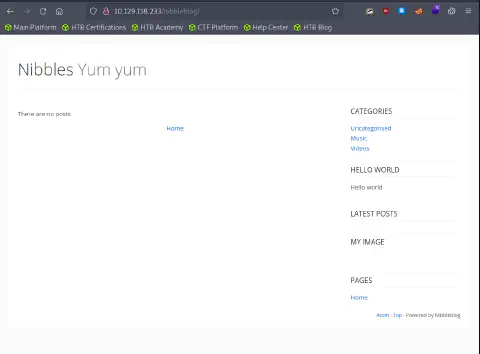 10.129.118.233/nibbleblog/
Main Platform HTB Certifications HTB Academy CTF Platform Help Center HTB Blog
Nibbles Yum yum
There are no posts
Home
CATEGORIES
Uncategorised
Music
Videos
HELLO WORLD
Hello world
LATEST POSTS
MY IMAGE
PAGES
Home
Atom · Top · Powered by Nibbleblog